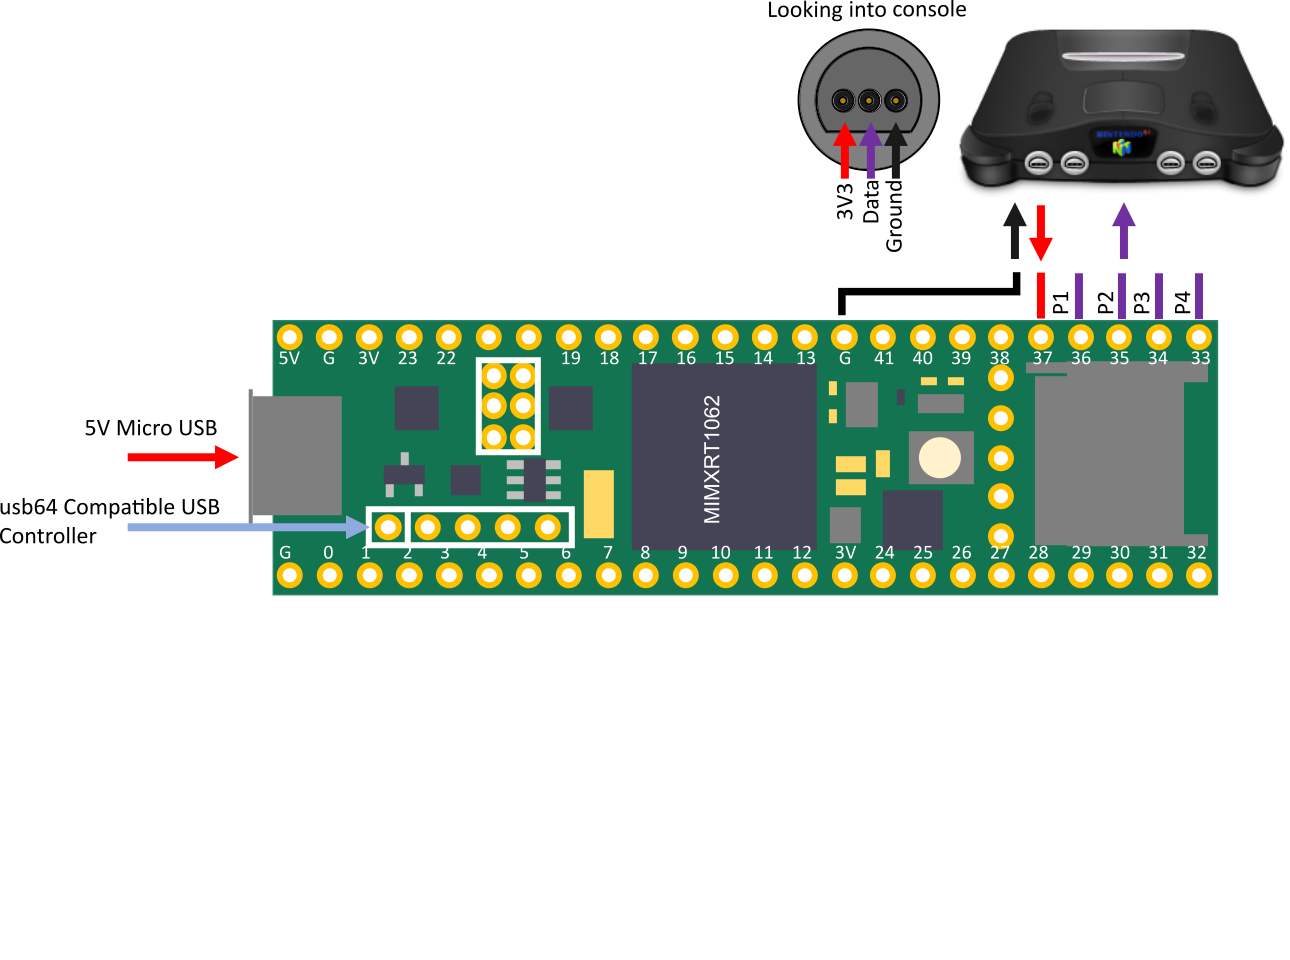 Looking into console
NINTENDO 64
3V3
Data
Ground
P1
P2
P3
P4
5V G 3V 23 22 19 18 17 16 15 14 13 G 41 40 39 38 37 36 35 34 33
MIMXRT1062
5V Micro USB
usb64 Compatible USB
Controller
G 0 1 2 3 4 5 6 7 8 9 10 11 12 3V 24 25 26 27 28 29 30 31 32